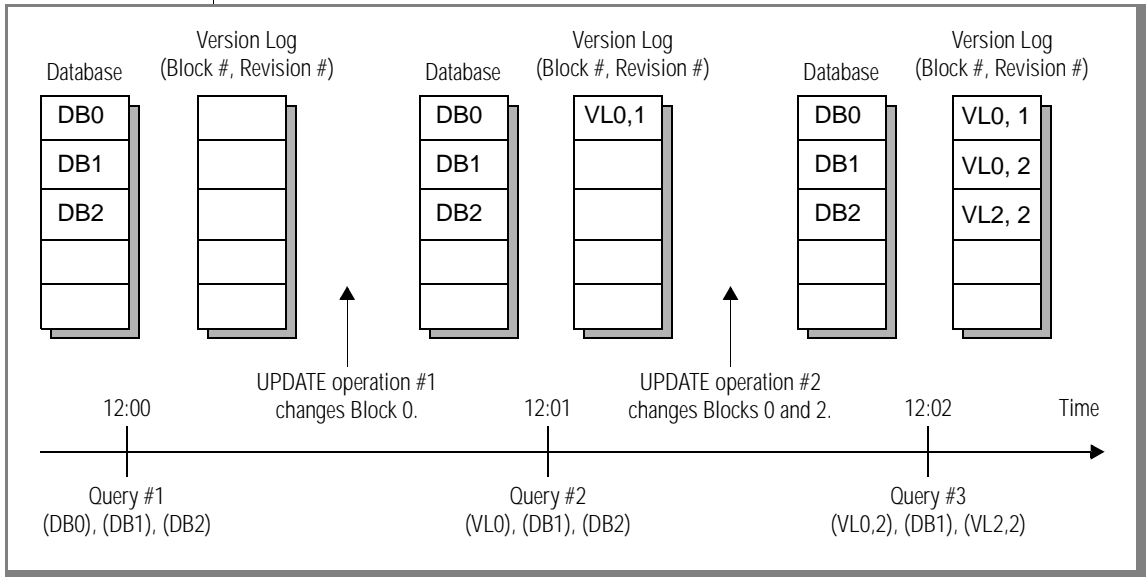 Version Log
(Block #, Revision #)
Database
DB0
DB1
DB2
Version Log
(Block #, Revision #)
Database
DB0
DB1
DB2
VL0,1
Version Log
(Block #, Revision #)
Database
DB0
DB1
DB2
VL0, 1
VL0, 2
VL2, 2
UPDATE operation #1
changes Block 0.
UPDATE operation #2
changes Blocks 0 and 2.
12:00
12:01
12:02
Time
Query #1
(DB0), (DB1), (DB2)
Query #2
(VL0), (DB1), (DB2)
Query #3
(VL0,2), (DB1), (VL2,2)